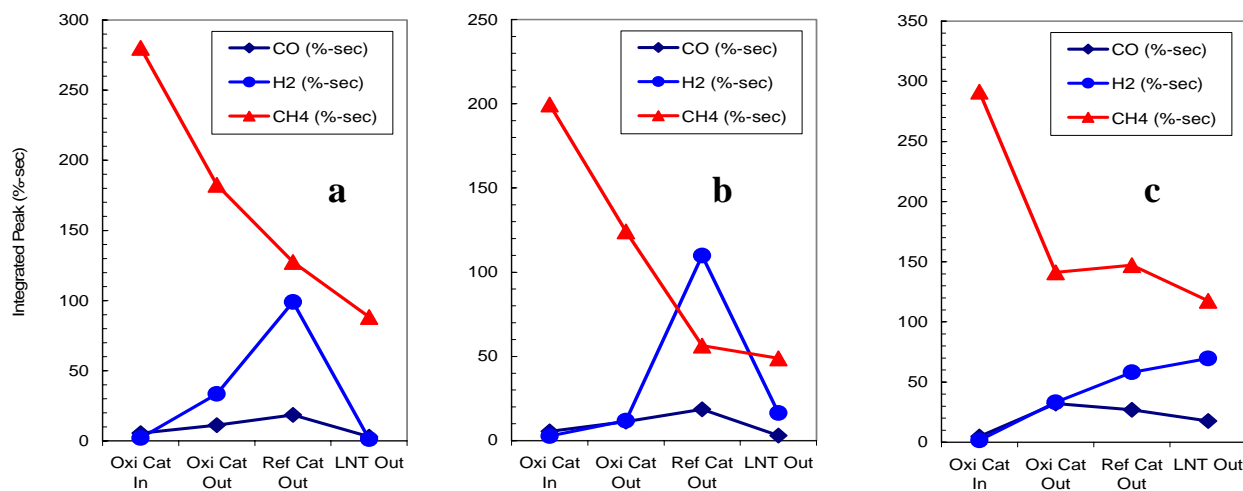 Integrated Peak (%-sec)
300
250
200
150
100
50
0
CO (%-sec)
H2 (%-sec)
CH4 (%-sec)
a
Oxi Cat Oxi Cat Ref Cat LNT Out
In Out Out
250
200
150
100
50
0
CO (%-sec)
H2 (%-sec)
CH4 (%-sec)
b
Oxi Cat Oxi Cat Ref Cat LNT Out
In Out Out
350
300
250
200
150
100
50
0
CO (%-sec)
H2 (%-sec)
CH4 (%-sec)
c
Oxi Cat Oxi Cat Ref Cat LNT Out
In Out Out